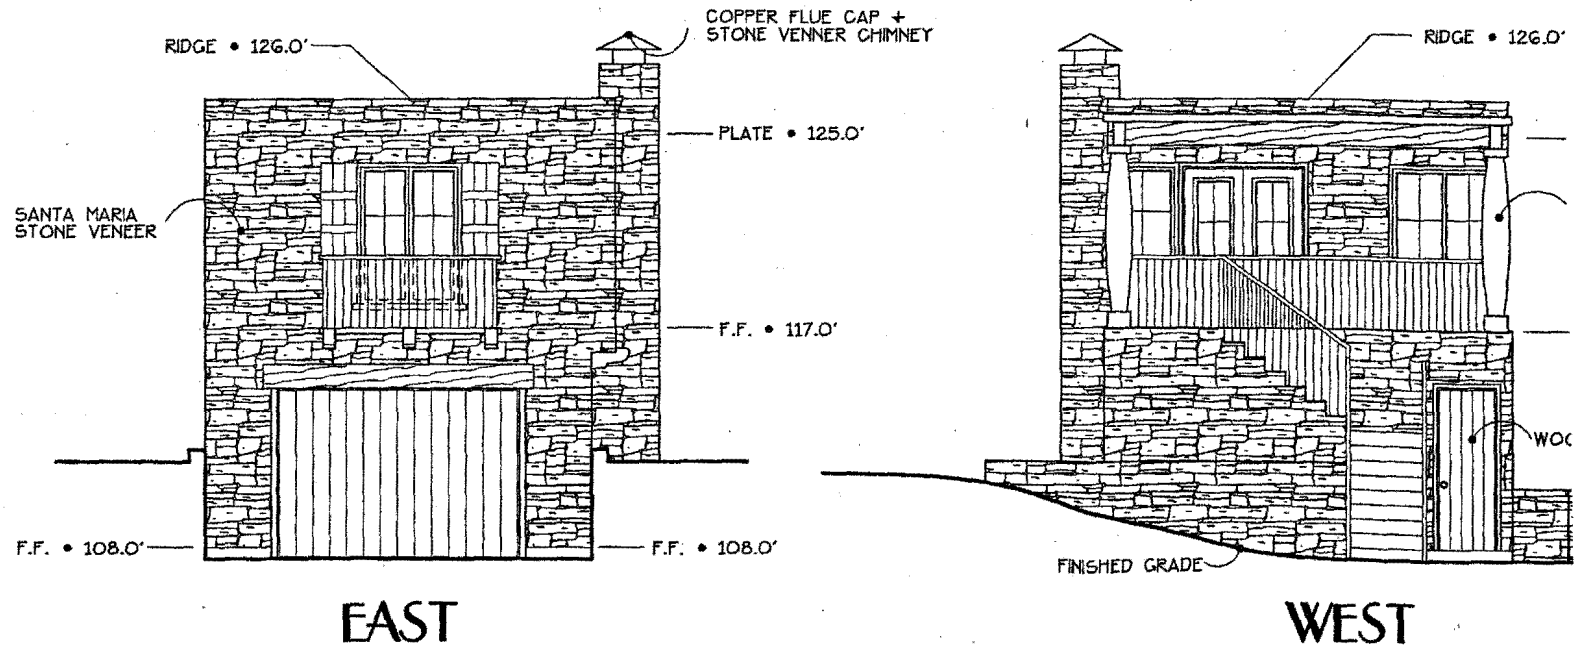 COPPER FLUE CAP +
STONE VENNER CHIMNEY
RIDGE • 126.0'
RIDGE • 126.0'
PLATE • 125.0'
SANTA MARIA
STONE VENEER
F.F. • 117.0'
WOO
F.F. • 108.0'
F.F. • 108.0'
FINISHED GRADE
EAST
WEST